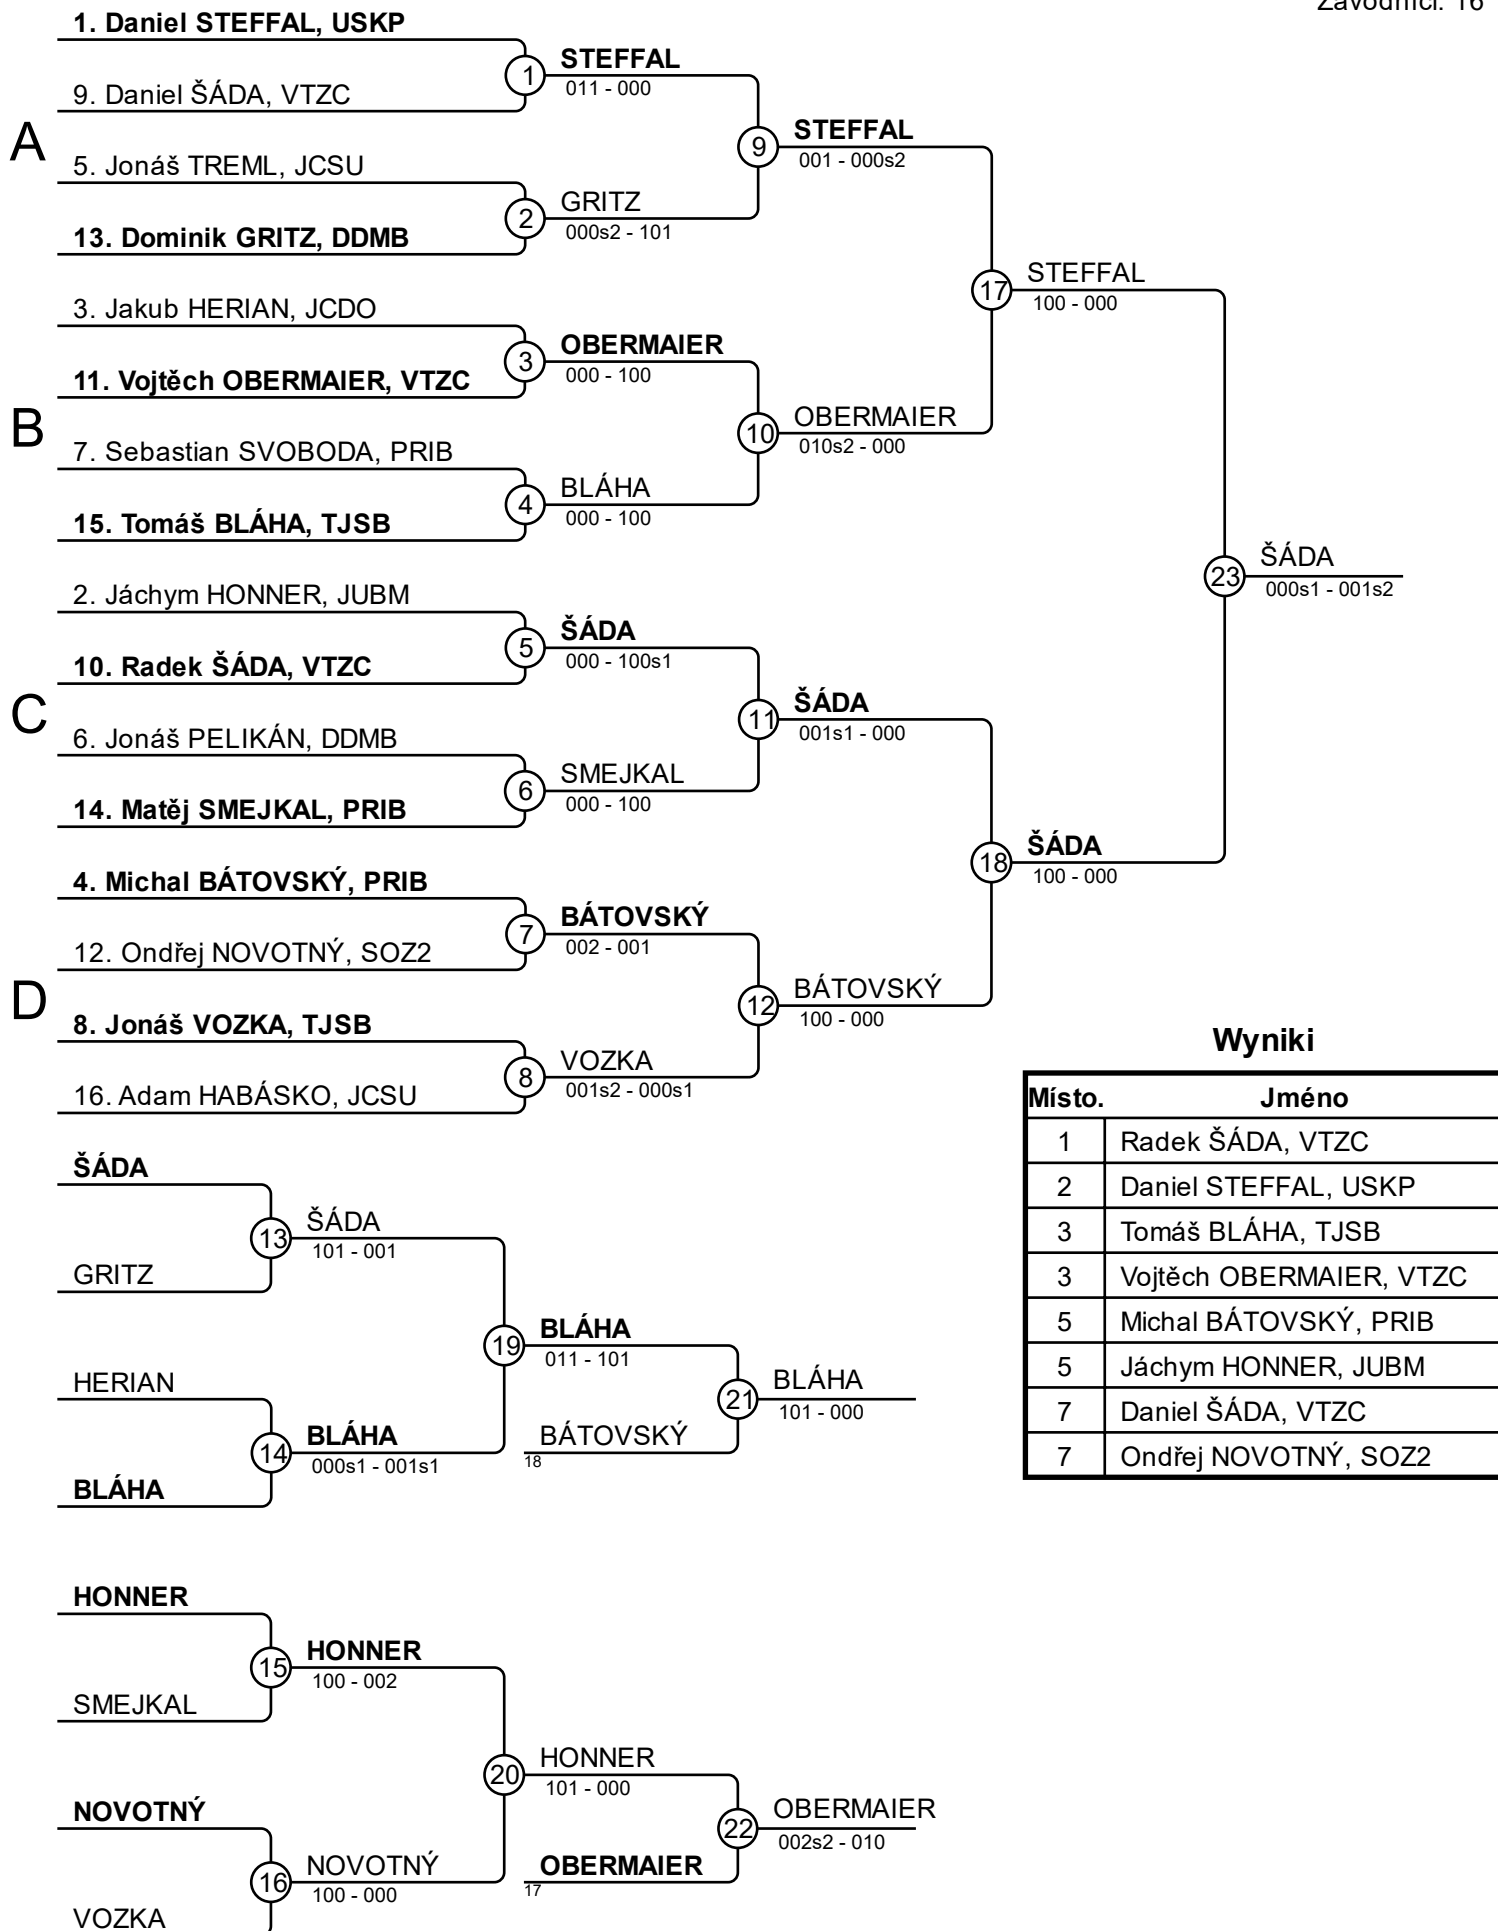 Závodníci: 16
1. Daniel STEFFAL, USKP
1
STEFFAL
011 - 000
9. Daniel ŠÁDA, VTZC
A
9
STEFFAL
001 - 000s2
5. Jonáš TREML, JCSU
2
GRITZ
000s2 - 101
13. Dominik GRITZ, DDMB
17
STEFFAL
100 - 000
3. Jakub HERIAN, JCDO
3
OBERMAIER
000 - 100
11. Vojtěch OBERMAIER, VTZC
B
10
OBERMAIER
010s2 - 000
7. Sebastian SVOBODA, PRIB
4
BLÁHA
000 - 100
15. Tomáš BLÁHA, TJSB
23
ŠÁDA
000s1 - 001s2
2. Jáchym HONNER, JUBM
5
ŠÁDA
000 - 100s1
10. Radek ŠÁDA, VTZC
C
11
ŠÁDA
001s1 - 000
6. Jonáš PELIKÁN, DDMB
6
SMEJKAL
000 - 100
14. Matěj SMEJKAL, PRIB
18
ŠÁDA
100 - 000
4. Michal BÁTOVSKÝ, PRIB
7
BÁTOVSKÝ
002 - 001
12. Ondřej NOVOTNÝ, SOZ2
D
12
BÁTOVSKÝ
100 - 000
8. Jonáš VOZKA, TJSB
8
VOZKA
001s2 - 000s1
16. Adam HABÁSKO, JCSU
Wyniki
Místo. Jméno
1 Radek ŠÁDA, VTZC
2 Daniel STEFFAL, USKP
3 Tomáš BLÁHA, TJSB
3 Vojtěch OBERMAIER, VTZC
5 Michal BÁTOVSKÝ, PRIB
5 Jáchym HONNER, JUBM
7 Daniel ŠÁDA, VTZC
7 Ondřej NOVOTNÝ, SOZ2
ŠÁDA
13
ŠÁDA
101 - 001
GRITZ
19
BLÁHA
011 - 101
HERIAN
14
BLÁHA
000s1 - 001s1
BLÁHA
21
BLÁHA
101 - 000
BÁTOVSKÝ
18
HONNER
15
HONNER
100 - 002
SMEJKAL
20
HONNER
101 - 000
NOVOTNÝ
16
NOVOTNÝ
100 - 000
VOZKA
22
OBERMAIER
002s2 - 010
OBERMAIER
17